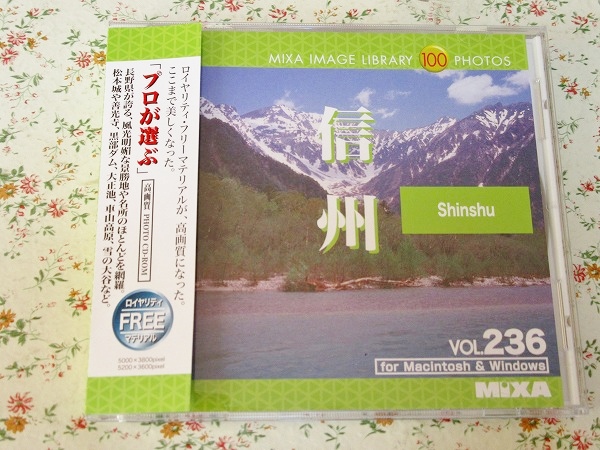 ロイヤリティ・フリーマテリアルが、高画質になった。
ここまで美しくなった。
「プロが選ぶ」
高画質 PHOTO CD-ROM
長野県が誇る、風光明媚な景勝地や名所のほとんどを網羅。
松本城や善光寺、黒部ダム、大正池、車山高原、雪の大谷など。
ロイヤリティ
FREE
マテリアル
5000×3800pixel
5200×3600pixel
MIXA IMAGE LIBRARY 100 PHOTOS
信州
Shinshu
VOL.236
for Macintosh & Windows
MIXA